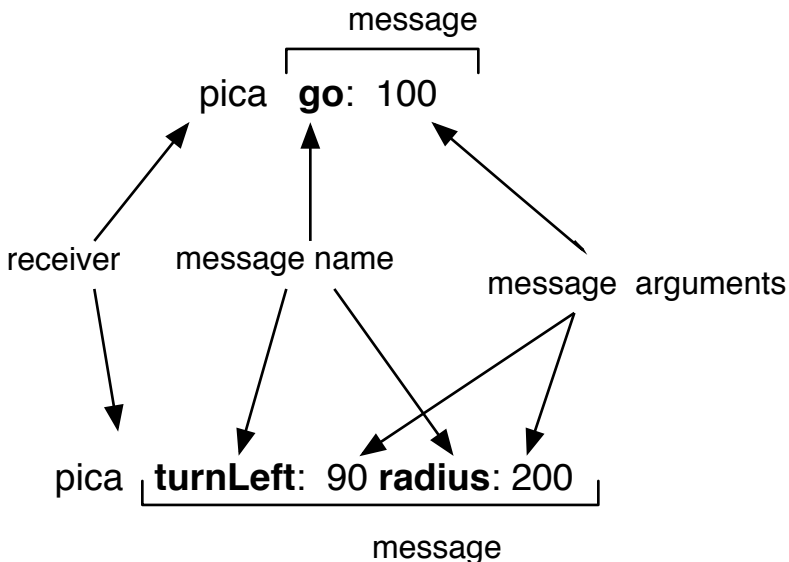 message
pica go: 100
receiver message name
message arguments
pica turnLeft: 90 radius: 200
message